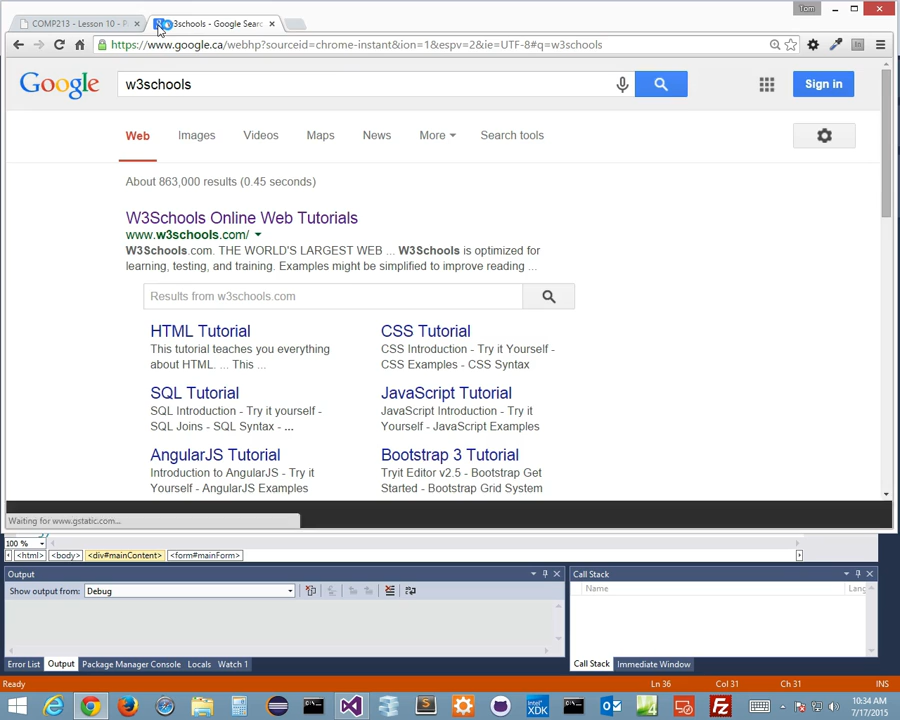 Tom
COMP213 - Lesson 10 - P
w3schools - Google Sear
https://www.google.ca/webhp?sourceid=chrome-instant&ion=1&espv=2&ie=UTF-8#q=w3schools
Google
w3schools
Sign in
Web Images Videos Maps News More Search tools
About 863,000 results (0.45 seconds)
W3Schools Online Web Tutorials
www.w3schools.com/
W3Schools.com. THE WORLD'S LARGEST WEB ... W3Schools is optimized for
learning, testing, and training. Examples might be simplified to improve reading ...
Results from w3schools.com
HTML Tutorial
This tutorial teaches you everything
about HTML. ... This ...
CSS Tutorial
CSS Introduction - Try it Yourself -
CSS Examples - CSS Syntax
SQL Tutorial
SQL Introduction - Try it yourself -
SQL Joins - SQL Syntax - ...
JavaScript Tutorial
JavaScript Introduction - Try it
Yourself - JavaScript Examples
AngularJS Tutorial
Introduction to AngularJS - Try it
Yourself - AngularJS Examples
Bootstrap 3 Tutorial
Tryit Editor v2.5 - Bootstrap Get
Started - Bootstrap Grid System
Waiting for www.gstatic.com...
100 %
<html> <body> <div#mainContent> <form#mainForm>
Output
Show output from: Debug
Call Stack
Name Lang
Error List Output Package Manager Console Locals Watch 1
Call Stack Immediate Window
Ready Ln 36 Col 31 Ch 31 INS
intel XDK
10:34 AM
7/17/2015